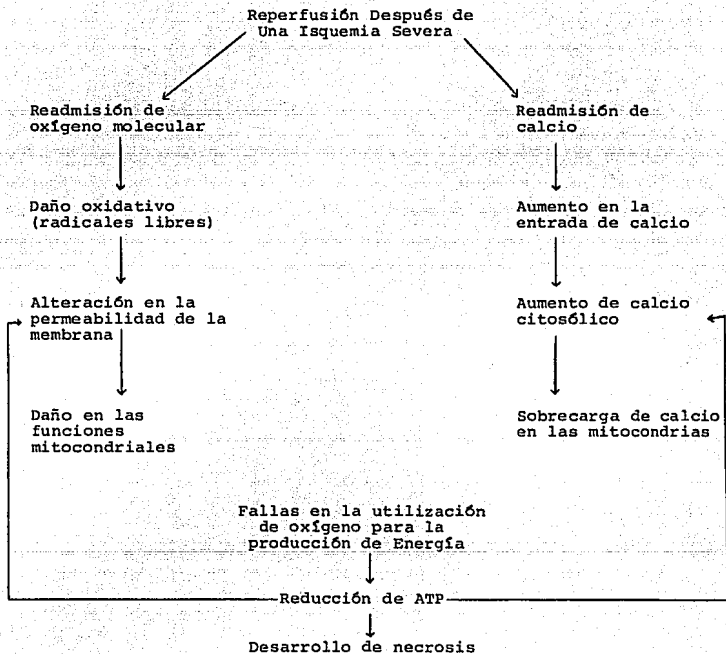 Reperfusión Después de
Una Isquemia Severa
Readmisión de
oxígeno molecular
Daño oxidativo
(radicales libres)
Alteración en la
permeabilidad de la
membrana
Daño en las
funciones
mitocondriales
Readmisión de
calcio
Aumento en la
entrada de calcio
Aumento de calcio
citosólico
Sobrecarga de calcio
en las mitocondrias
Fallas en la utilización
de oxígeno para la
producción de Energía
Reducción de ATP
Desarrollo de necrosis